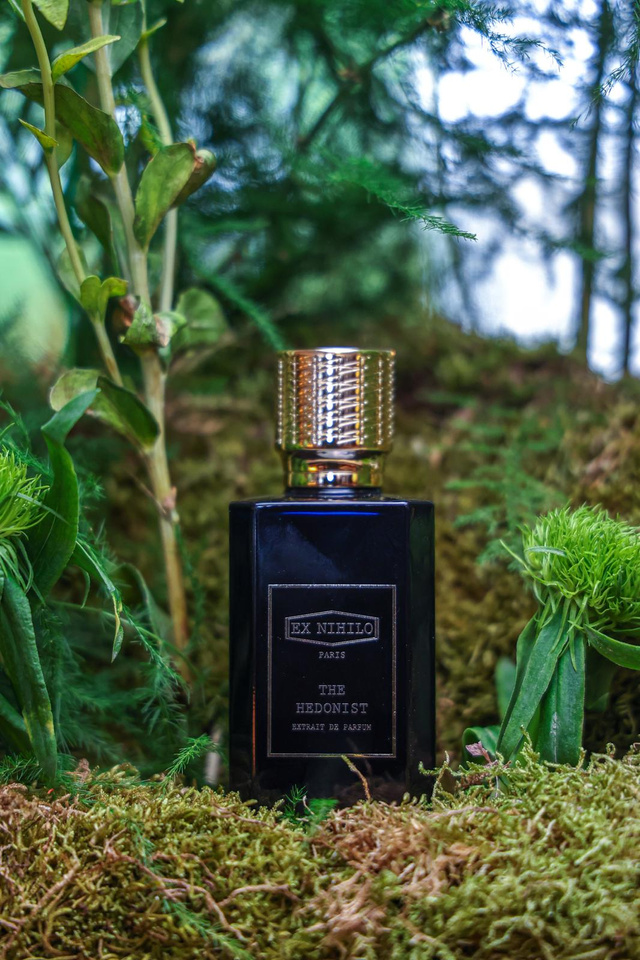 EX NIHILO
PARIS
THE
HEDONIST
EXTRAIT DE PARFUM